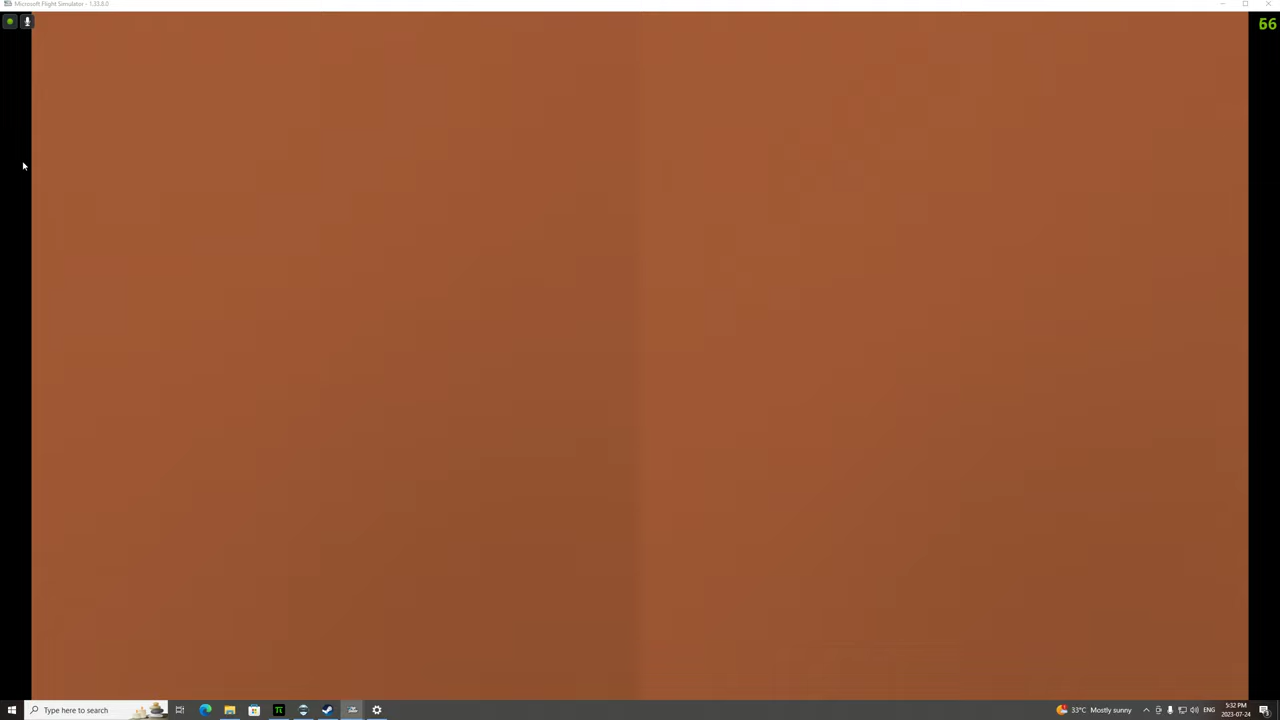 Microsoft Flight Simulator - 1.33.8.0
56
Type here to search
33°C Mostly sunny
ENG
5:32 PM
2023-07-24